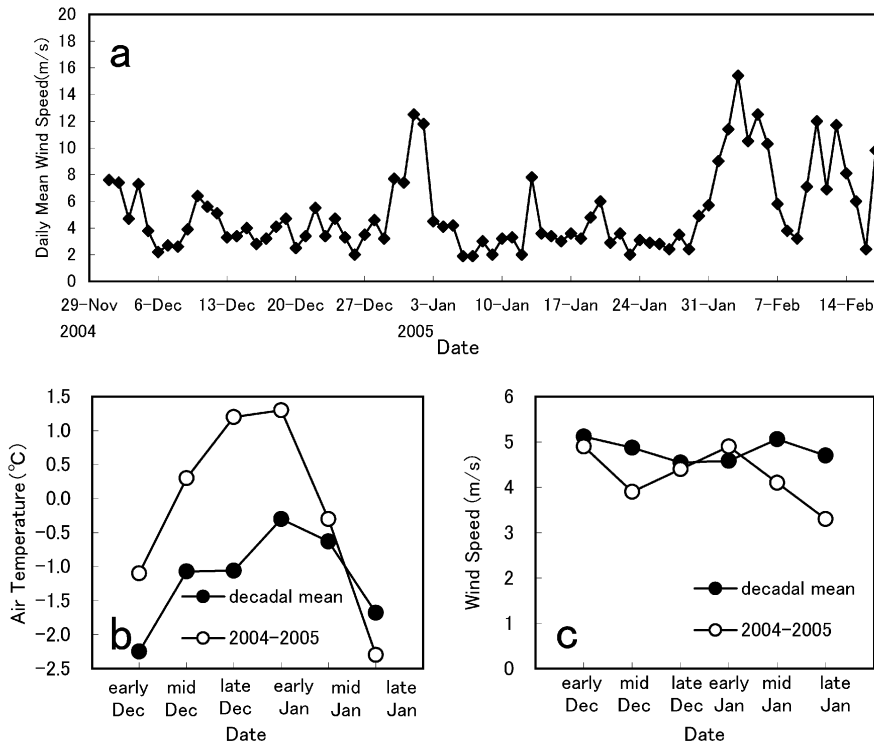 a
Daily Mean Wind Speed(m/s)
20
18
16
14
12
10
8
6
4
2
0
29-Nov 6-Dec 13-Dec 20-Dec 27-Dec 3-Jan 10-Jan 17-Jan 24-Jan 31-Jan 7-Feb 14-Feb
2004 2005
Date
b
Air Temperature(℃)
1.5
1.0
0.5
0.0
-0.5
-1.0
-1.5
-2.0
-2.5
decadal mean
2004-2005
early mid late early mid late
Dec Dec Dec Jan Jan Jan
Date
c
Wind Speed (m/s)
6
5
4
3
2
1
0
decadal mean
2004-2005
early mid late early mid late
Dec Dec Dec Jan Jan Jan
Date